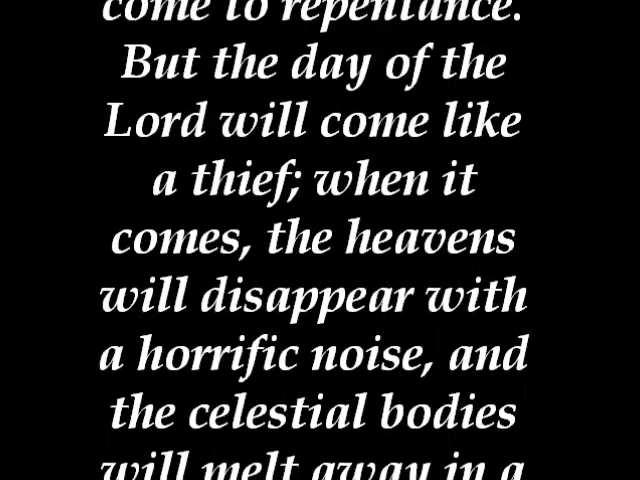 come to repentance.
But the day of the
Lord will come like
a thief; when it
comes, the heavens
will disappear with
a horrific noise, and
the celestial bodies
will melt away in a